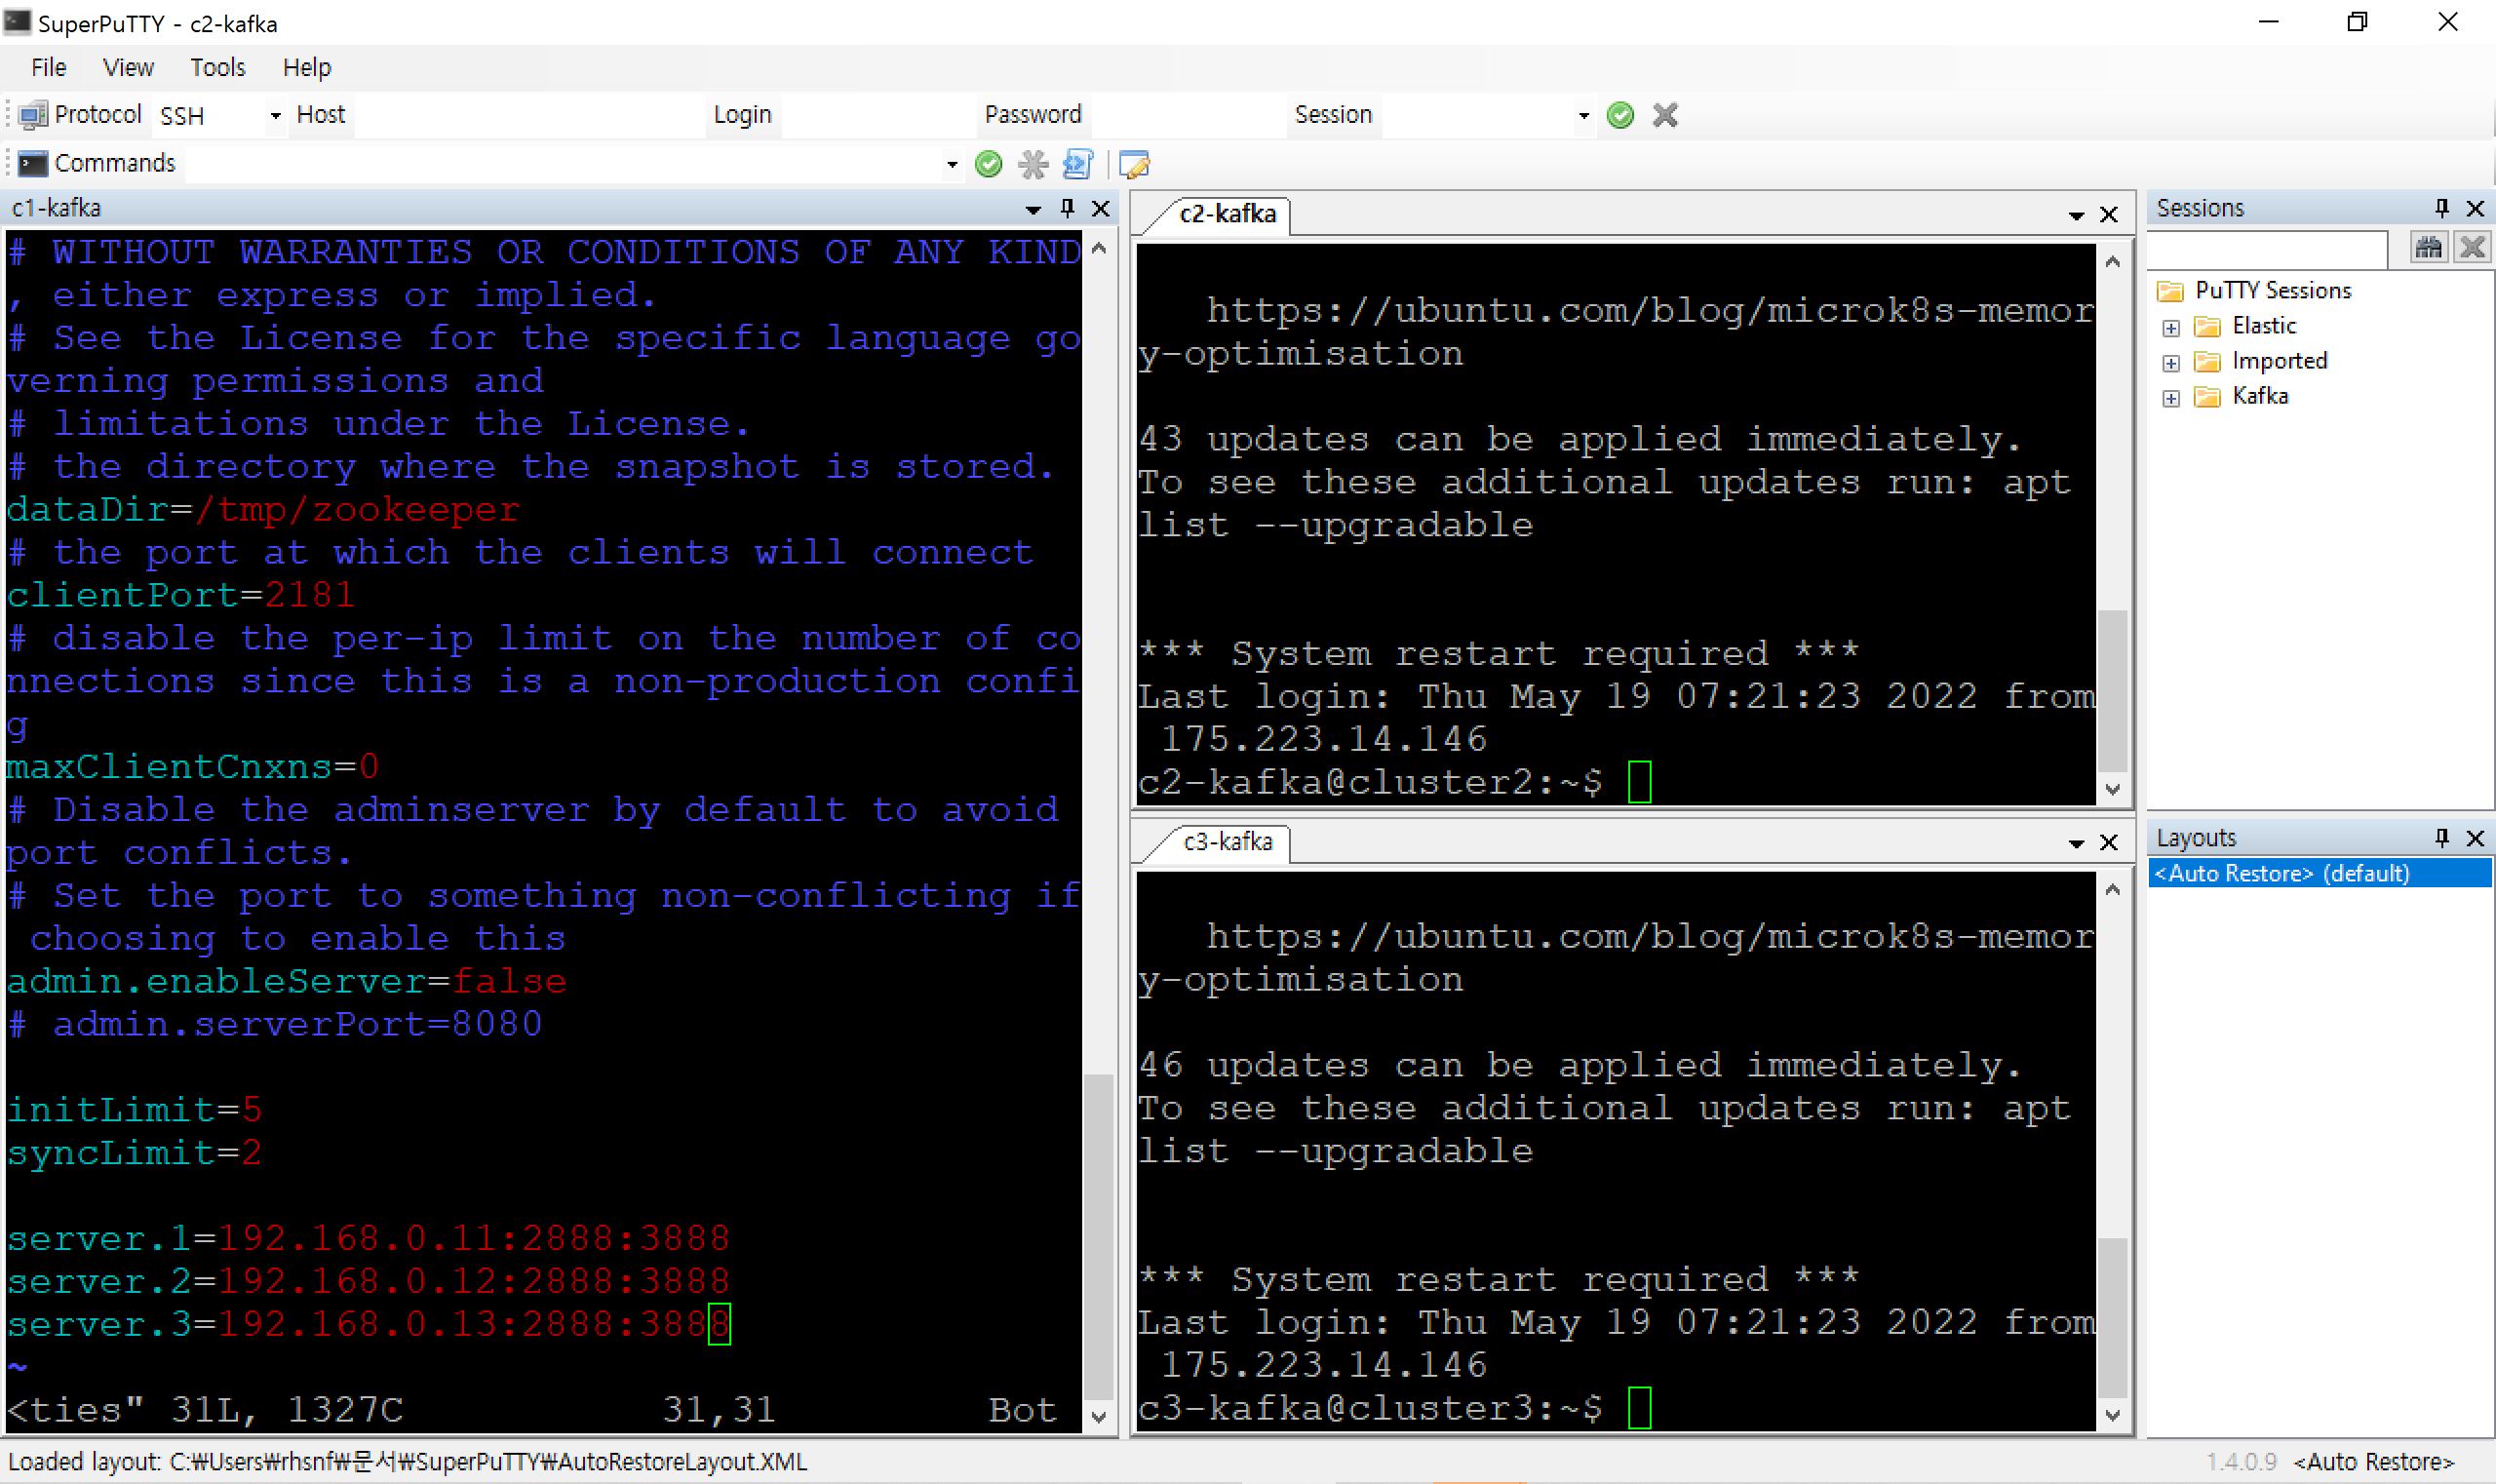 SuperPuTTY - c2-kafka
File View Tools Help
Protocol SSH Host Login Password Session
Commands
c1-kafka
# WITHOUT WARRANTIES OR CONDITIONS OF ANY KIND
, either express or implied.
# See the License for the specific language go
verning permissions and
# limitations under the License.
# the directory where the snapshot is stored.
dataDir=/tmp/zookeeper
# the port at which the clients will connect
clientPort=2181
# disable the per-ip limit on the number of co
nnections since this is a non-production confi
g
maxClientCnxns=0
# Disable the adminserver by default to avoid
port conflicts.
# Set the port to something non-conflicting if
choosing to enable this
admin.enableServer=false
# admin.serverPort=8080
initLimit=5
syncLimit=2
server.1=192.168.0.11:2888:3888
server.2=192.168.0.12:2888:3888
server.3=192.168.0.13:2888:3888
~
<ties" 31L, 1327C 31,31 Bot
c2-kafka
https://ubuntu.com/blog/microk8s-memor
y-optimisation
43 updates can be applied immediately.
To see these additional updates run: apt
list --upgradable
*** System restart required ***
Last login: Thu May 19 07:21:23 2022 from
175.223.14.146
c2-kafka@cluster2:~$
c3-kafka
https://ubuntu.com/blog/microk8s-memor
y-optimisation
46 updates can be applied immediately.
To see these additional updates run: apt
list --upgradable
*** System restart required ***
Last login: Thu May 19 07:21:23 2022 from
175.223.14.146
c3-kafka@cluster3:~$
Sessions
PuTTY Sessions
Elastic
Imported
Kafka
Layouts
<Auto Restore> (default)
Loaded layout: C:₩Users₩rhsnf₩문서₩SuperPuTTY₩AutoRestoreLayout.XML
1.4.0.9 <Auto Restore>